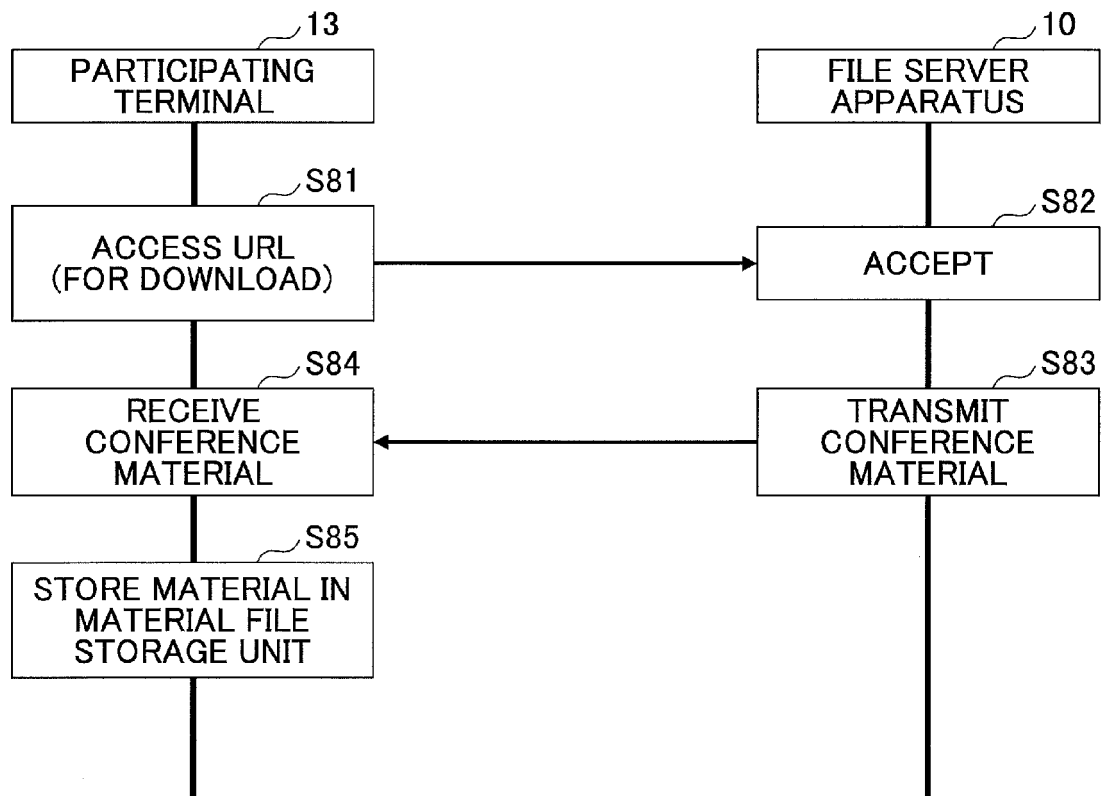 13
PARTICIPATING
TERMINAL
10
FILE SERVER
APPARATUS
S81
ACCESS URL
(FOR DOWNLOAD)
S82
ACCEPT
S84
RECEIVE
CONFERENCE
MATERIAL
S83
TRANSMIT
CONFERENCE
MATERIAL
S85
STORE MATERIAL IN
MATERIAL FILE
STORAGE UNIT